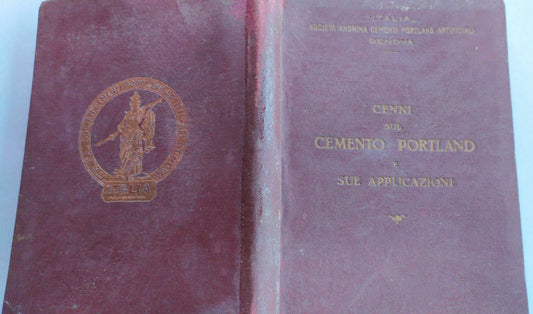 ITALIA
SOCIETÀ ANONIMA CEMENTI PORTLAND ARTIFICIALI
GENOVA
CENNI
SUL
CEMENTO PORTLAND
e
SUE APPLICAZIONI
ITALIA